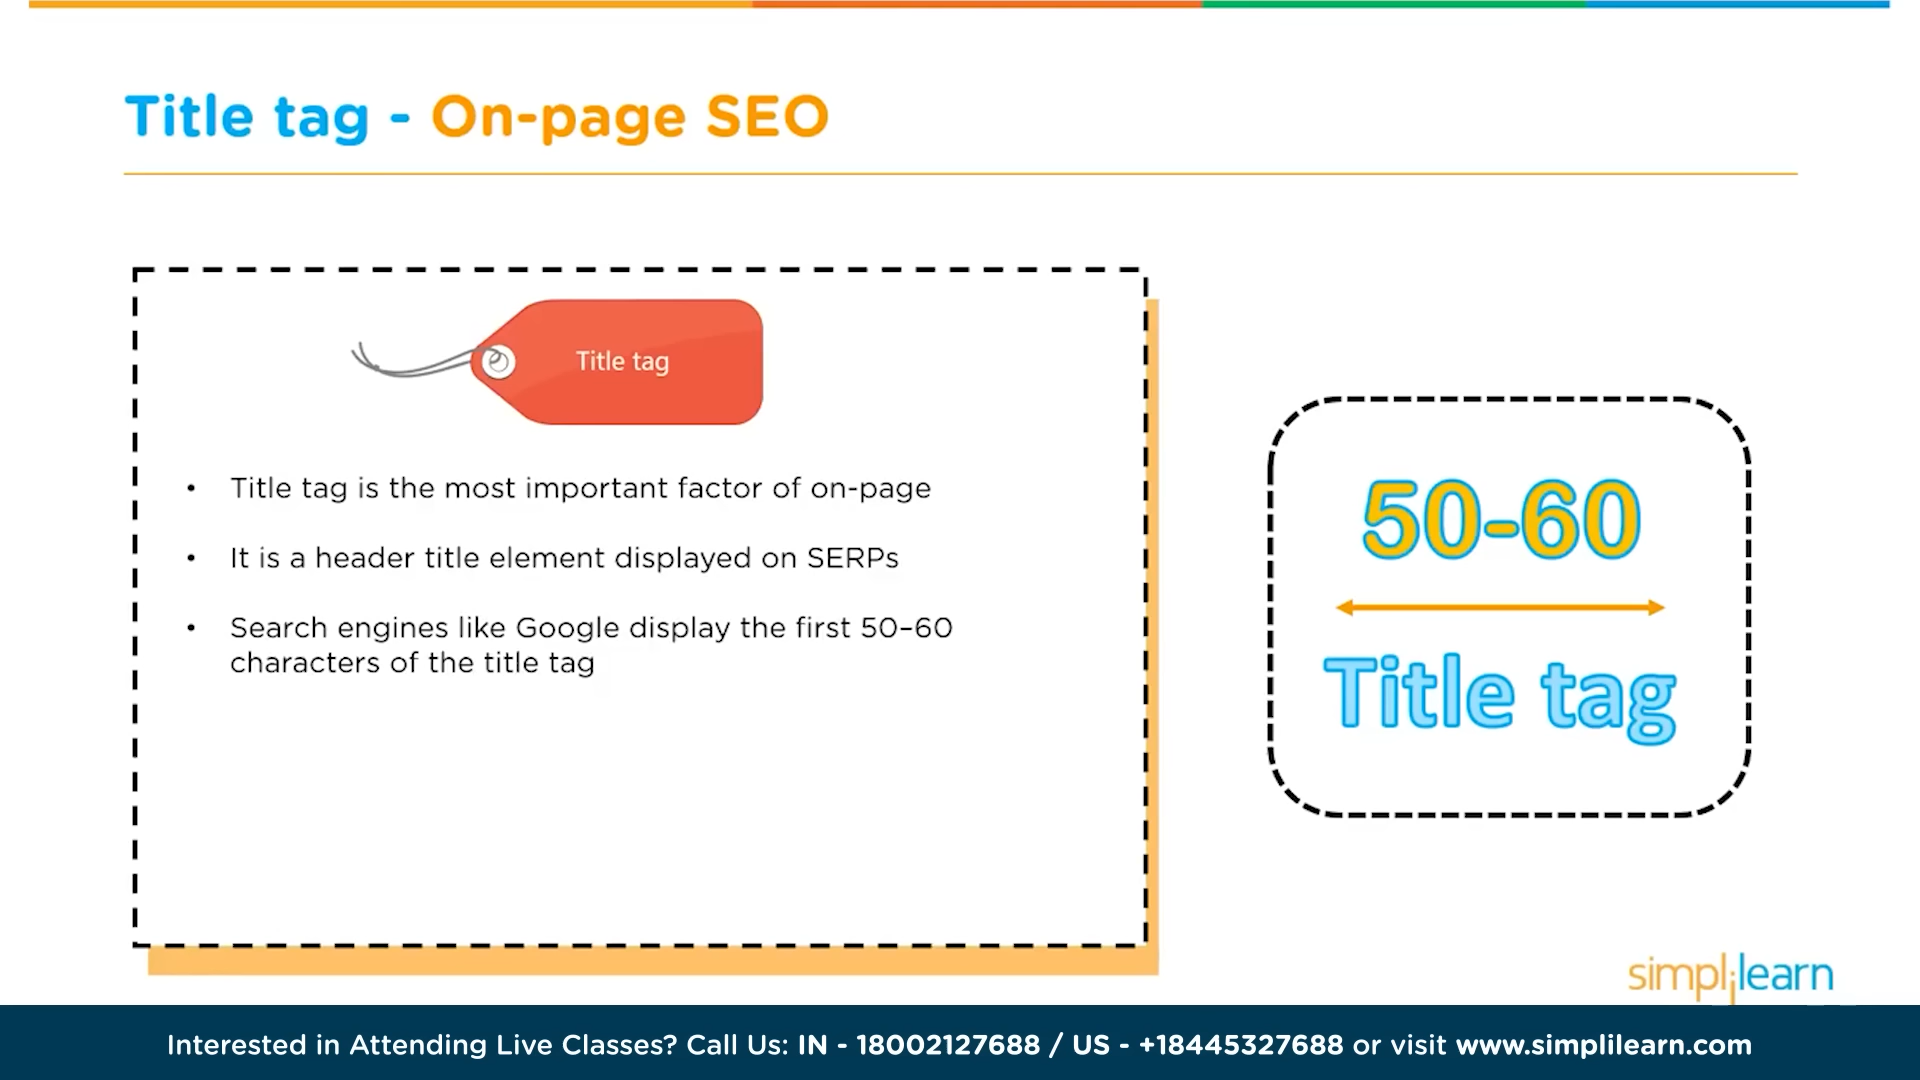 Title tag - On-page SEO
Title tag
• Title tag is the most important factor of on-page
• It is a header title element displayed on SERPs
• Search engines like Google display the first 50–60
characters of the title tag
50-60
Title tag
simplilearn
Interested in Attending Live Classes? Call Us: IN - 18002127688 / US - +18445327688 or visit www.simplilearn.com